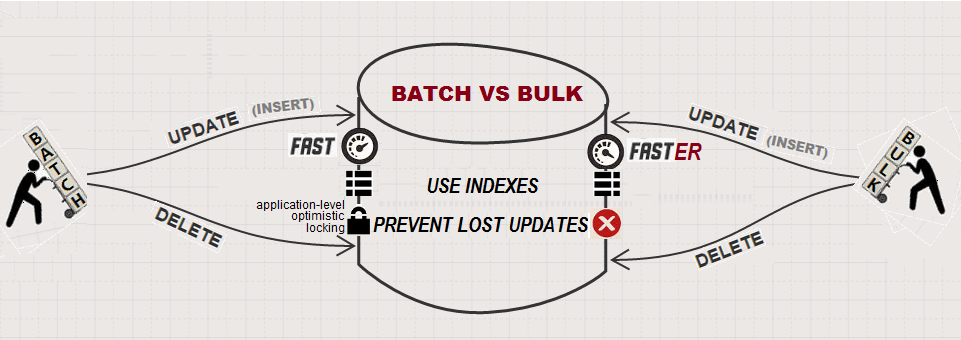 BATCH VS BULK
UPDATE (INSERT)
UPDATE (INSERT)
FAST
FASTER
BATCH
BULK
USE INDEXES
application-level
optimistic
locking
PREVENT LOST UPDATES
DELETE
DELETE